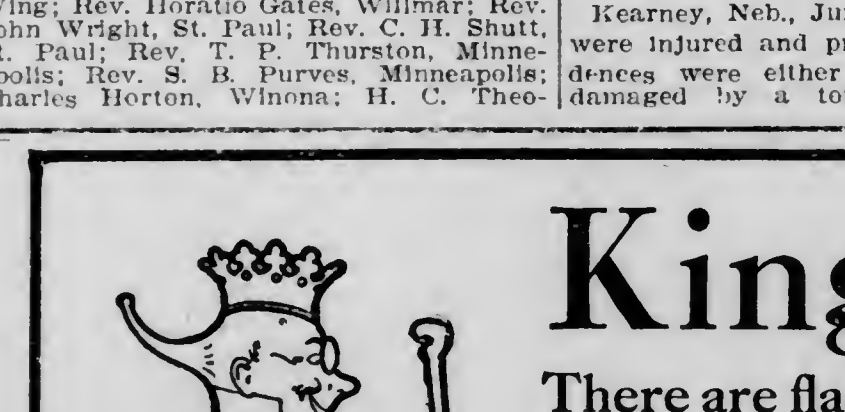 Wing; Rev. Horatio Gates, Willmar; Rev.
ohn Wright, St. Paul; Rev. C. H. Shutt,
t. Paul; Rev. T. P. Thurston, Minne-
polis; Rev. S. B. Purves, Minneapolis;
harles Horton, Winona; H. C. Theo-
Kearney, Neb., Ju
were injured and p
dences were either
damaged by a to
King
There are fla